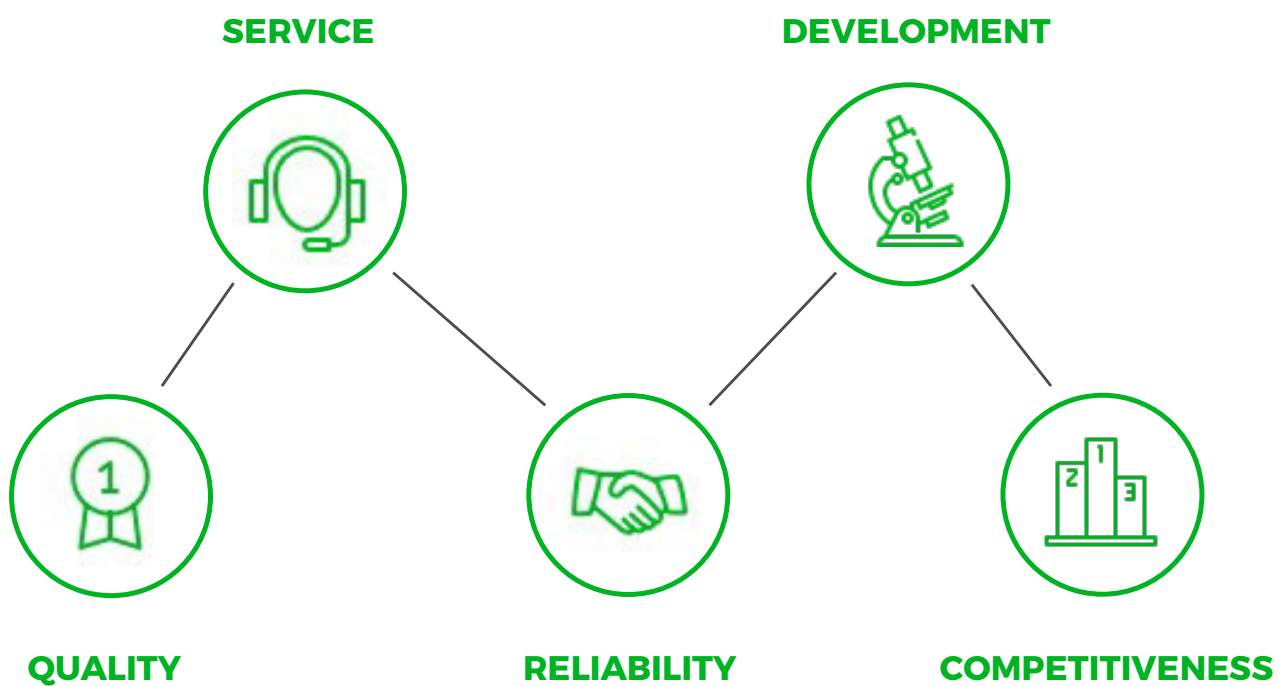 SERVICE
DEVELOPMENT
1
1
2
3
QUALITY
RELIABILITY
COMPETITIVENESS